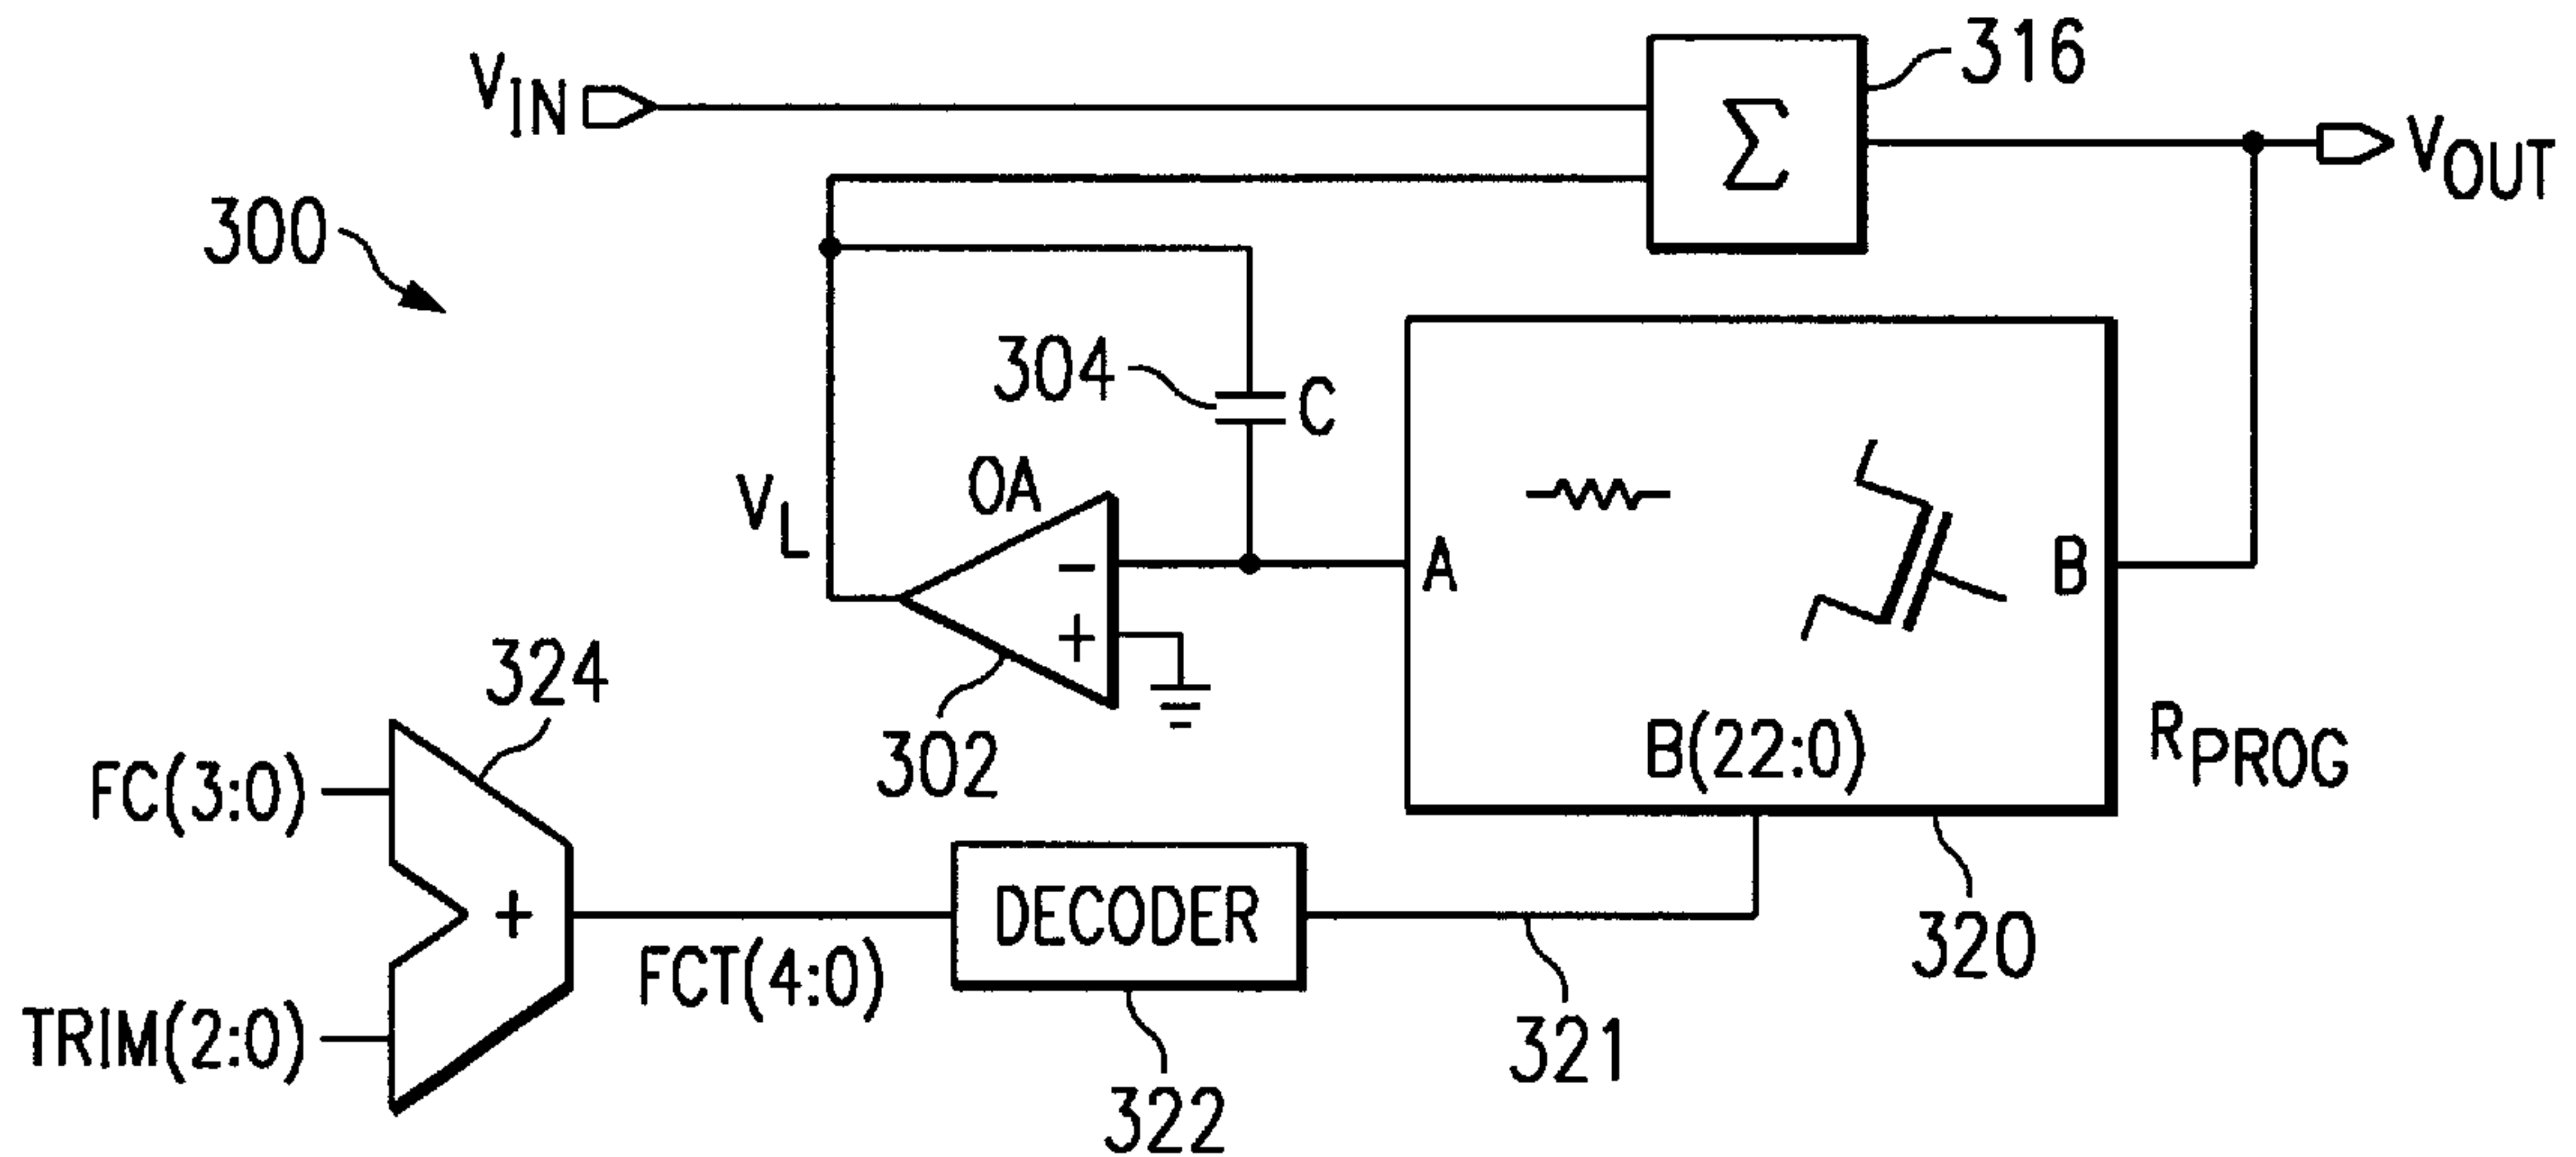 V_IN
Σ
316
V_OUT
300
304
C
OA
V_L
−
+
A
B
302
B(22:0)
R_PROG
324
FC(3:0)
+
TRIM(2:0)
FCT(4:0)
DECODER
320
321
322